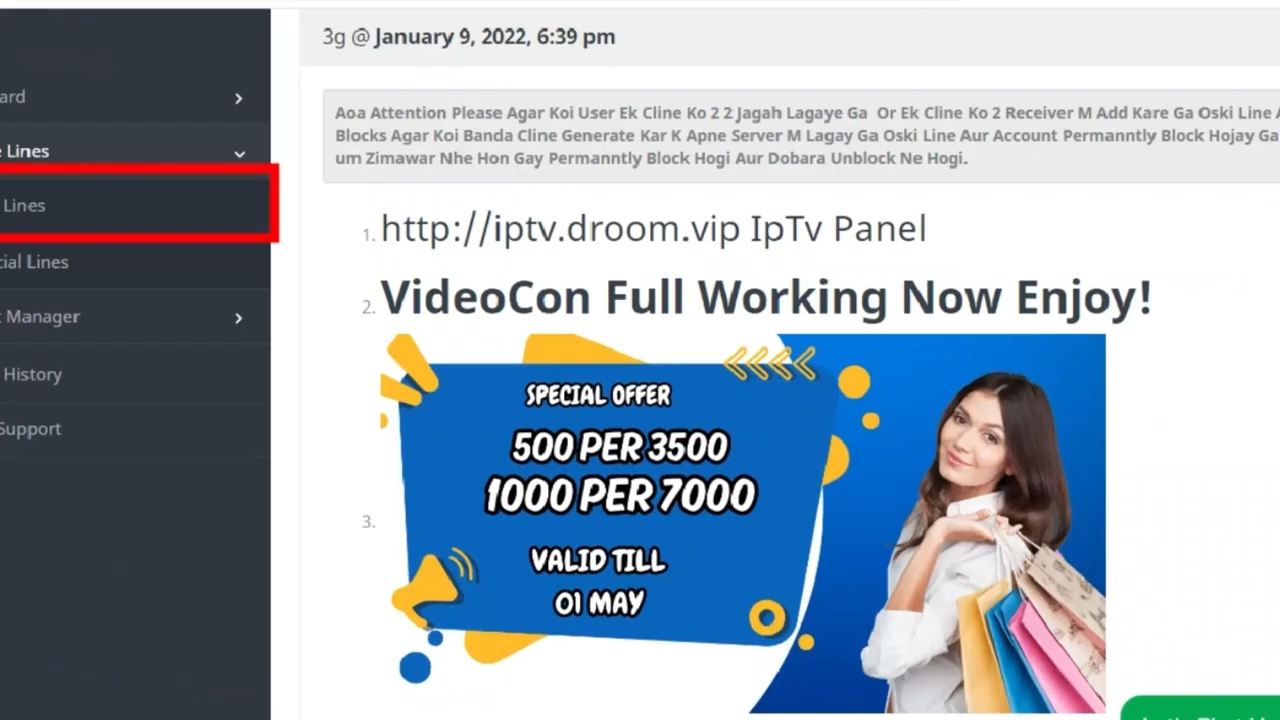 3g @ January 9, 2022, 6:39 pm
ard
Lines
Lines
cial Lines
Manager
History
Support
Aoa Attention Please Agar Koi User Ek Cline Ko 2 2 Jagah Lagaye Ga Or Ek Cline Ko 2 Receiver M Add Kare Ga Oski Line
Blocks Agar Koi Banda Cline Generate Kar K Apne Server M Lagay Ga Oski Line Aur Account Permanntly Block Hojay Ga
um Zimawar Nhe Hon Gay Permanntly Block Hogi Aur Dobara Unblock Ne Hogi.
1. http://iptv.droom.vip IpTv Panel
2. VideoCon Full Working Now Enjoy!
3.
SPECIAL OFFER
500 PER 3500
1000 PER 7000
VALID TILL
01 MAY